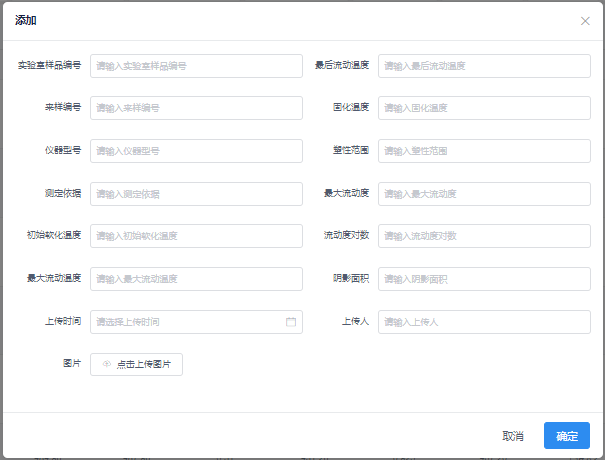 添加
实验室样品编号 请输入实验室样品编号 最后流动温度 请输入最后流动温度
来样编号 请输入来样编号 固化温度 请输入固化温度
仪器型号 请输入仪器型号 塑性范围 请输入塑性范围
测定依据 请输入测定依据 最大流动度 请输入最大流动度
初始软化温度 请输入初始软化温度 流动度对数 请输入流动度对数
最大流动温度 请输入最大流动温度 阴影面积 请输入阴影面积
上传时间 请选择上传时间 上传人 请输入上传人
图片 点击上传图片
取消 确定